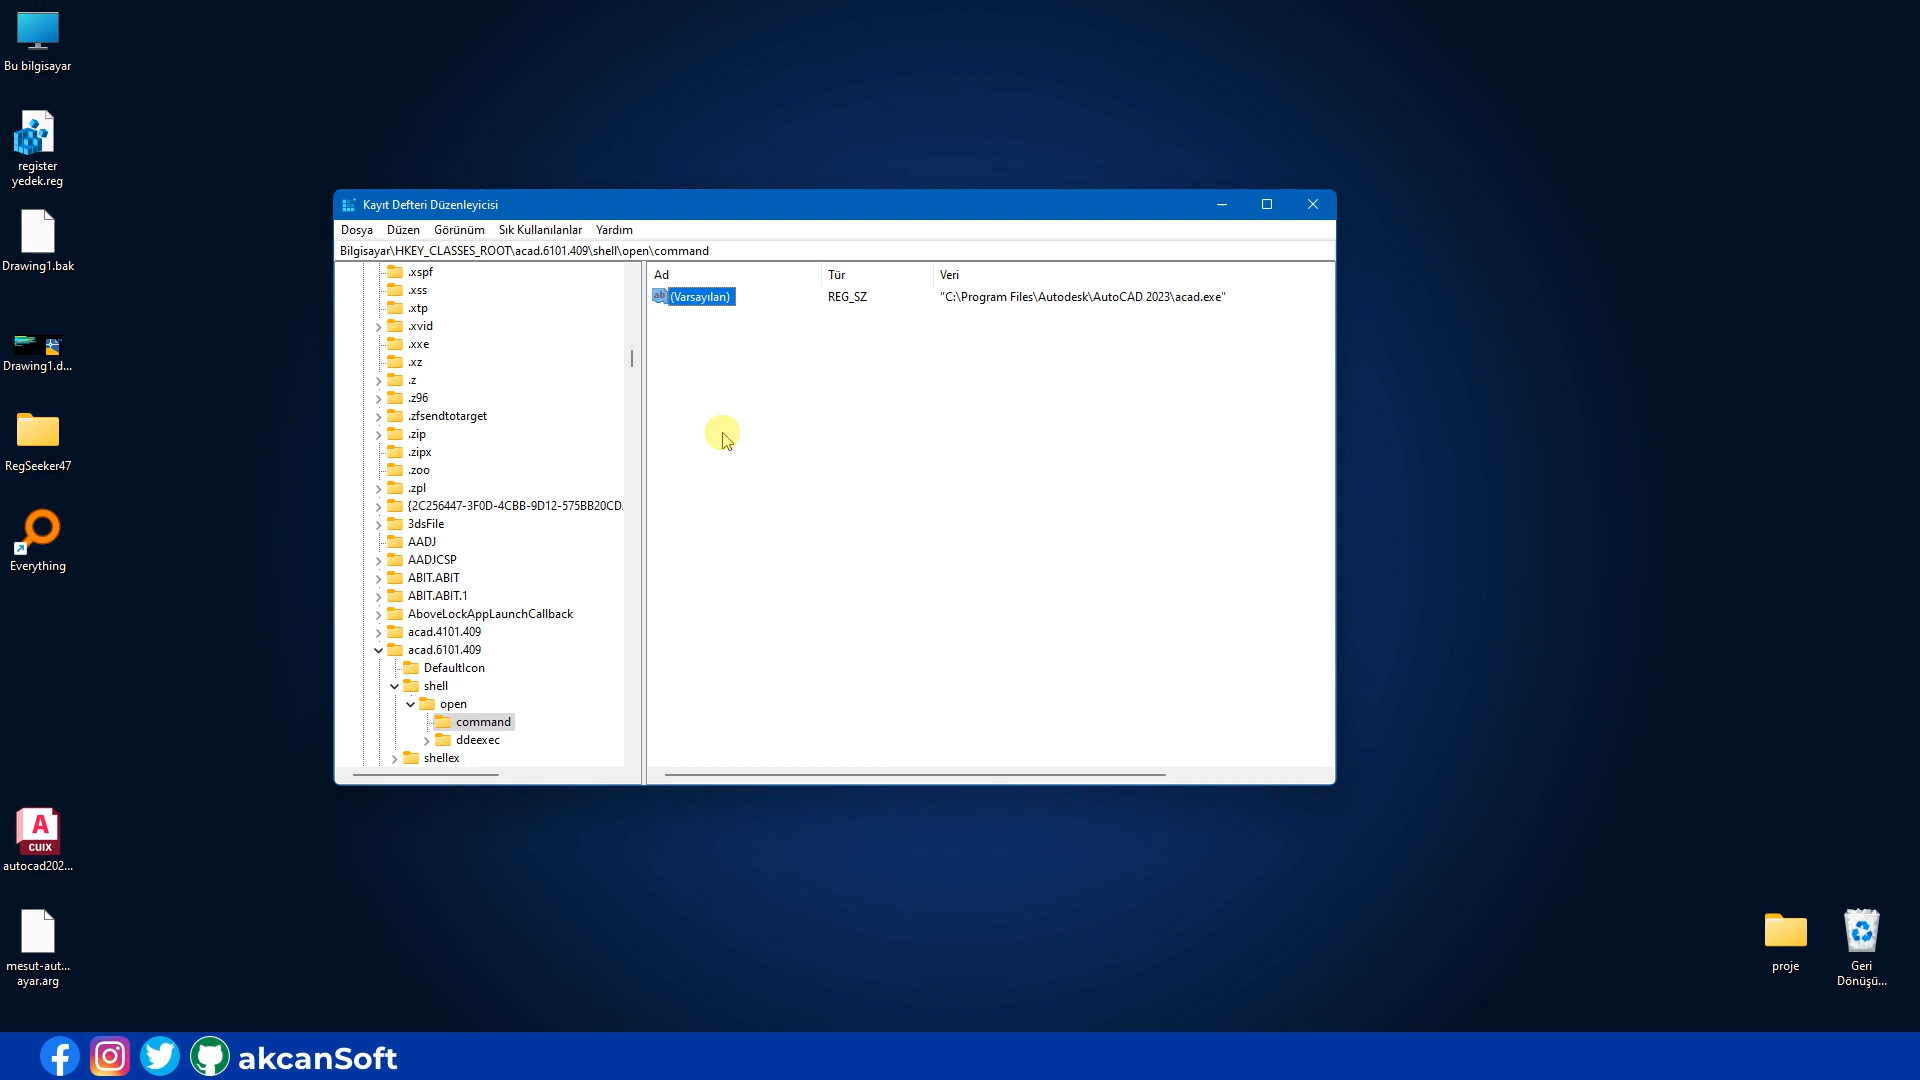 Bu bilgisayar
register
yedek.reg
Drawing1.bak
Drawing1.d...
RegSeeker47
Everything
A
CUIX
autocad202...
mesut-aut...
ayar.arg
Kayıt Defteri Düzenleyicisi
Dosya Düzen Görünüm Sık Kullanılanlar Yardım
Bilgisayar\HKEY_CLASSES_ROOT\acad.6101.409\shell\open\command
.xspf
.xss
.xtp
.xvid
.xxe
.xz
.z
.z96
.zfsendtotarget
.zip
.zipx
.zoo
.zpl
{2C256447-3F0D-4CBB-9D12-575BB20CD
3dsFile
AADJ
AADJCSP
ABIT.ABIT
ABIT.ABIT.1
AboveLockAppLaunchCallback
acad.4101.409
acad.6101.409
DefaultIcon
shell
open
command
ddeexec
shellex
Ad Tür Veri
ab (Varsayılan) REG_SZ "C:\Program Files\Autodesk\AutoCAD 2023\acad.exe"
proje
Geri
Dönüşü...
akcanSoft